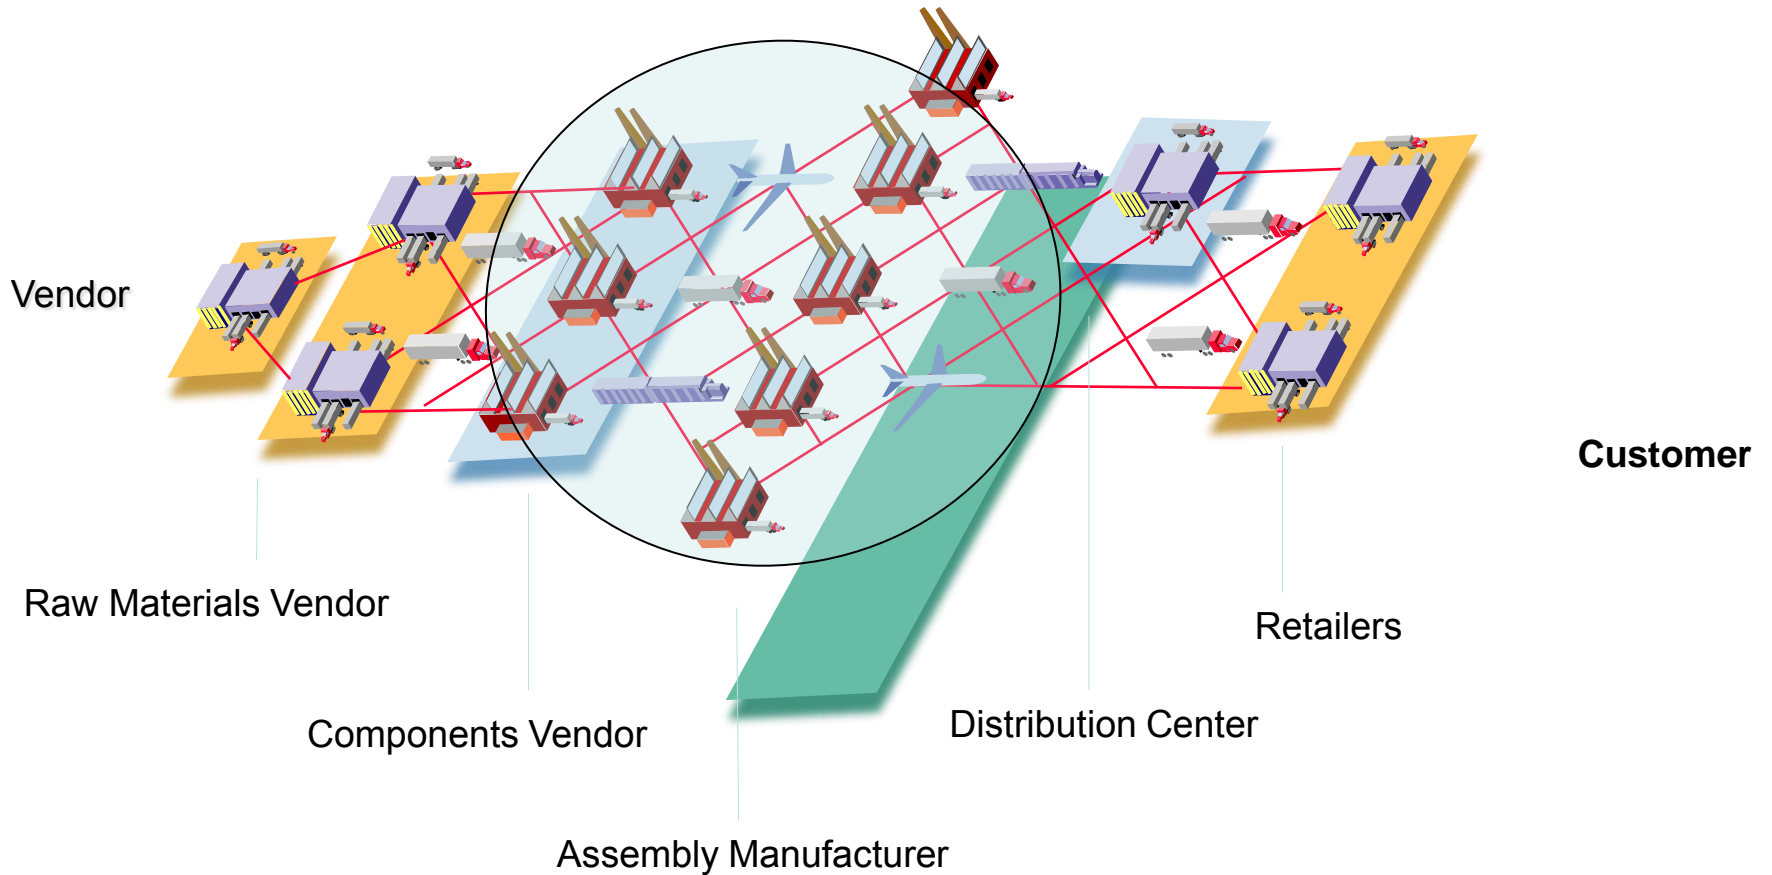 Vendor
Customer
Raw Materials Vendor
Retailers
Components Vendor
Distribution Center
Assembly Manufacturer